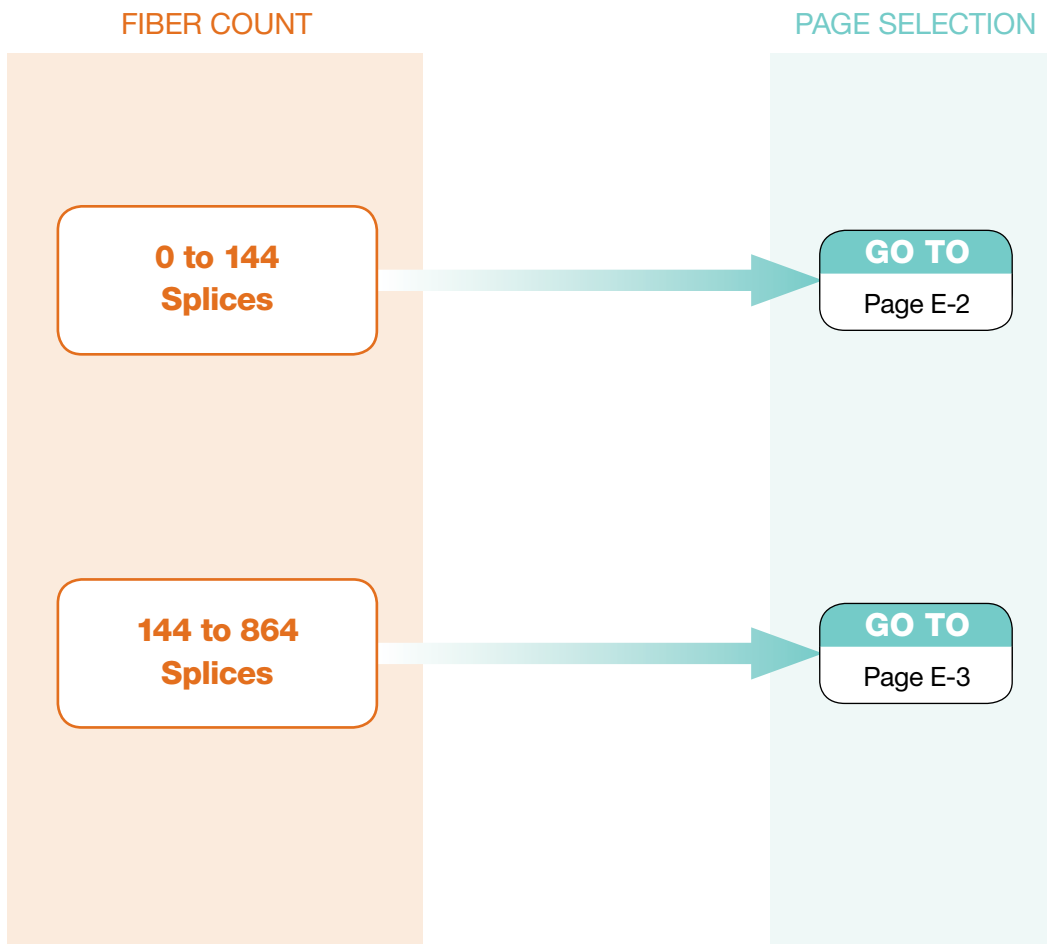 FIBER COUNT
PAGE SELECTION
0 to 144
Splices
GO TO
Page E-2
144 to 864
Splices
GO TO
Page E-3